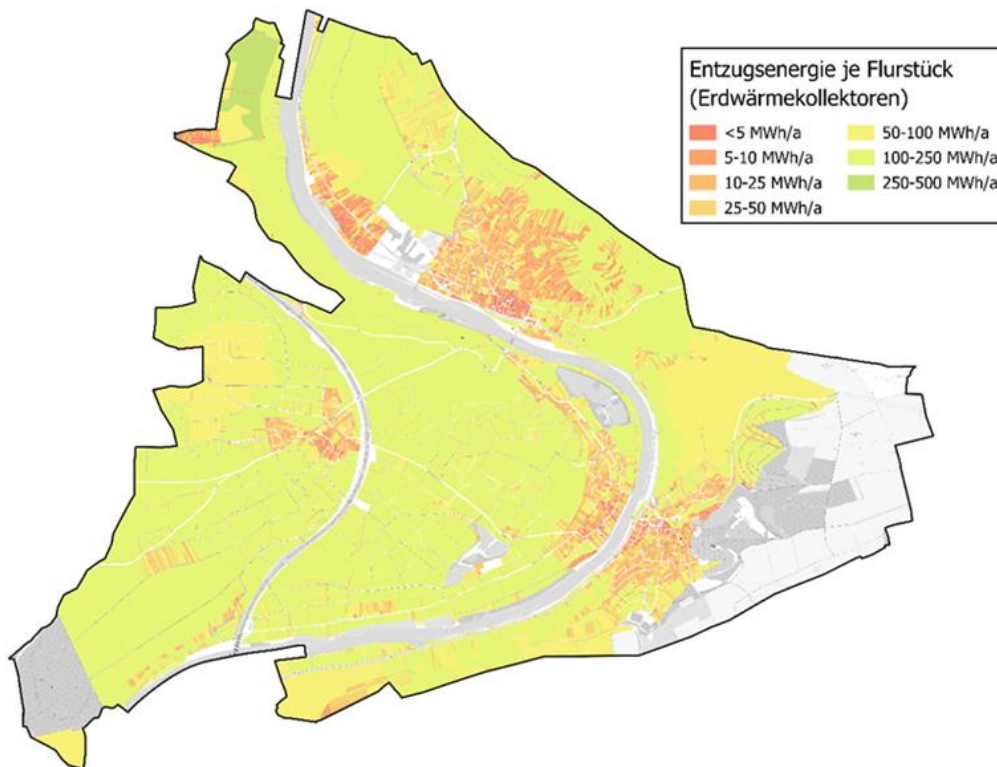 Entzugsenergie je Flurstück
(Erdwärmekollektoren)
<5 MWh/a
5-10 MWh/a
10-25 MWh/a
25-50 MWh/a
50-100 MWh/a
100-250 MWh/a
250-500 MWh/a